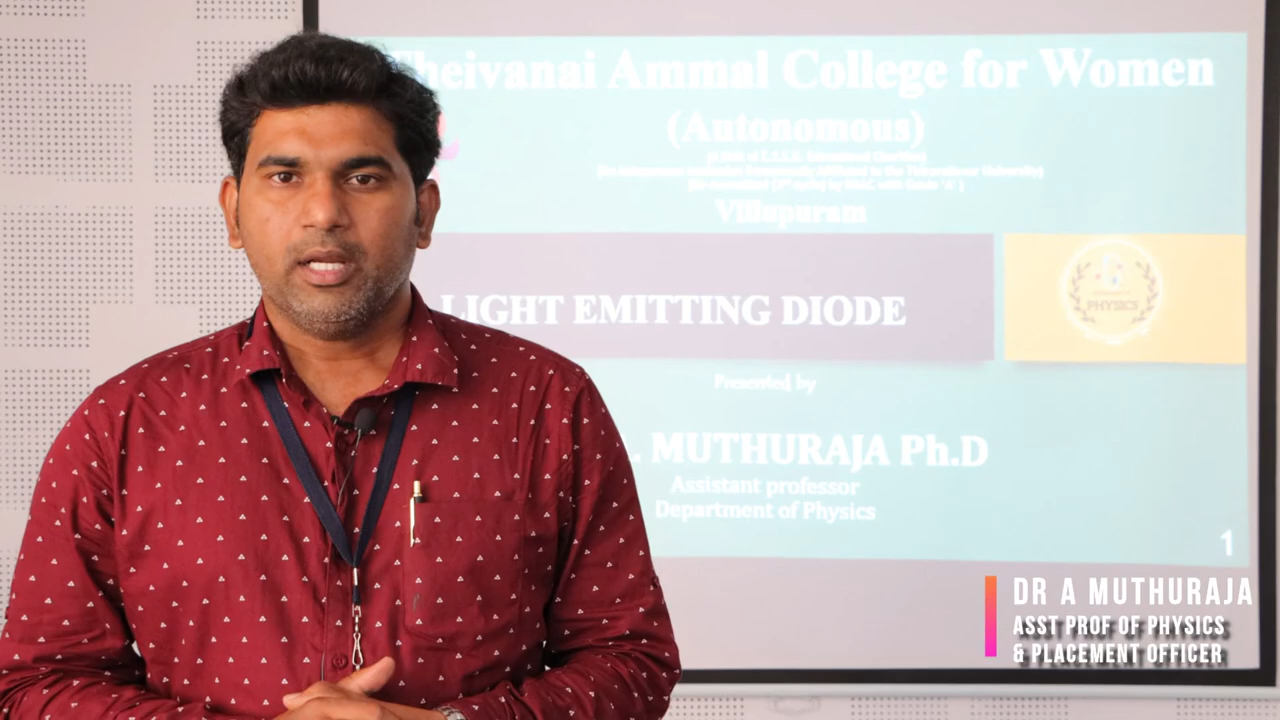 heivanai Ammal College for Women
(Autonomous)
Villupuram
LIGHT EMITTING DIODE
PHYSICS
Presented by
. MUTHURAJA Ph.D
Assistant professor
Department of Physics
1
DR A MUTHURAJA
ASST PROF OF PHYSICS
& PLACEMENT OFFICER